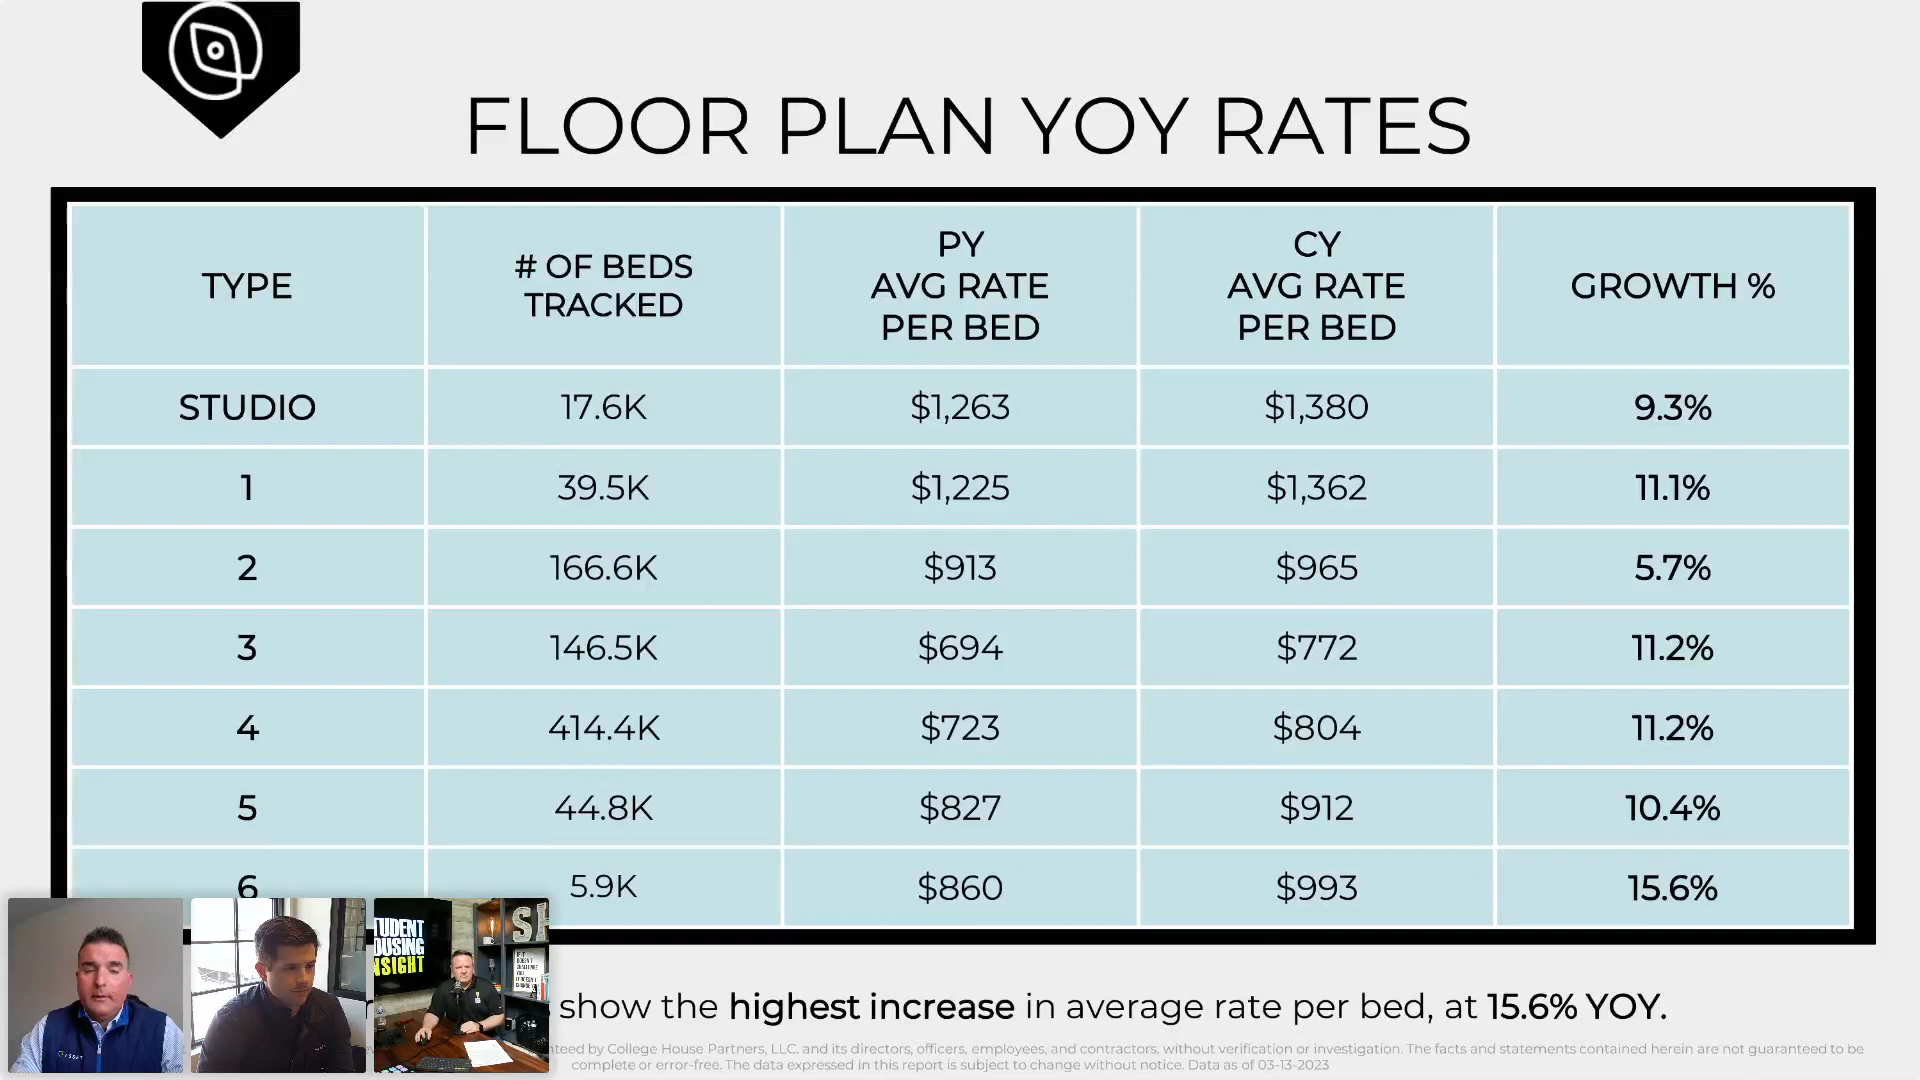 FLOOR PLAN YOY RATES
TYPE
# OF BEDS
TRACKED
PY
AVG RATE
PER BED
CY
AVG RATE
PER BED
GROWTH %
STUDIO 17.6K $1,263 $1,380 9.3%
1 39.5K $1,225 $1,362 11.1%
2 166.6K $913 $965 5.7%
3 146.5K $694 $772 11.2%
4 414.4K $723 $804 11.2%
5 44.8K $827 $912 10.4%
6 5.9K $860 $993 15.6%
show the highest increase in average rate per bed, at 15.6% YOY.
TUDENT
OUSING
NSIGHT
by College House Partners, LLC. and its directors, officers, employees, and contractors, without verification or investigation. The facts and statements contained herein are not guaranteed to be
complete or error-free. The data expressed in this report is subject to change without notice. Data as of 03-13-2023